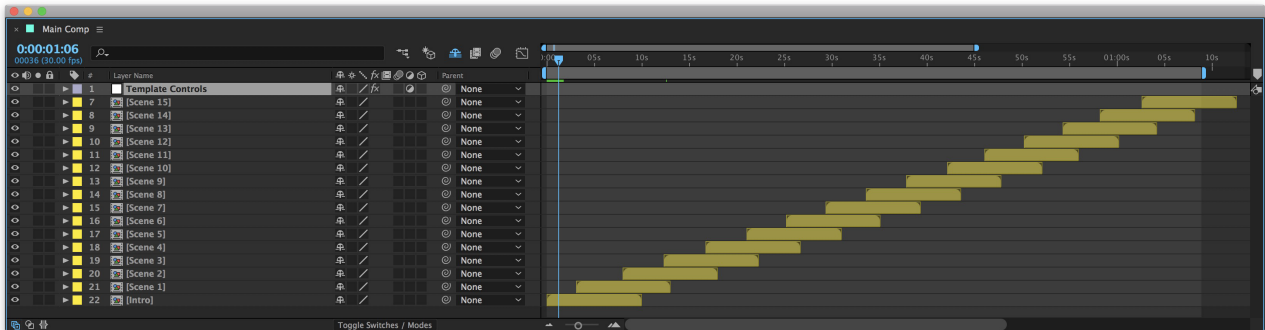 × Main Comp ≡
0:00:01:06
00036 (30.00 fps)
05s 10s 15s 20s 25s 30s 35s 40s 45s 50s 55s 01:00s 05s 10s
# Layer Name fx Parent
1 Template Controls fx None
7 [Scene 15] None
8 [Scene 14] None
9 [Scene 13] None
10 [Scene 12] None
11 [Scene 11] None
12 [Scene 10] None
13 [Scene 9] None
14 [Scene 8] None
15 [Scene 7] None
16 [Scene 6] None
17 [Scene 5] None
18 [Scene 4] None
19 [Scene 3] None
20 [Scene 2] None
21 [Scene 1] None
22 [Intro] None
Toggle Switches / Modes